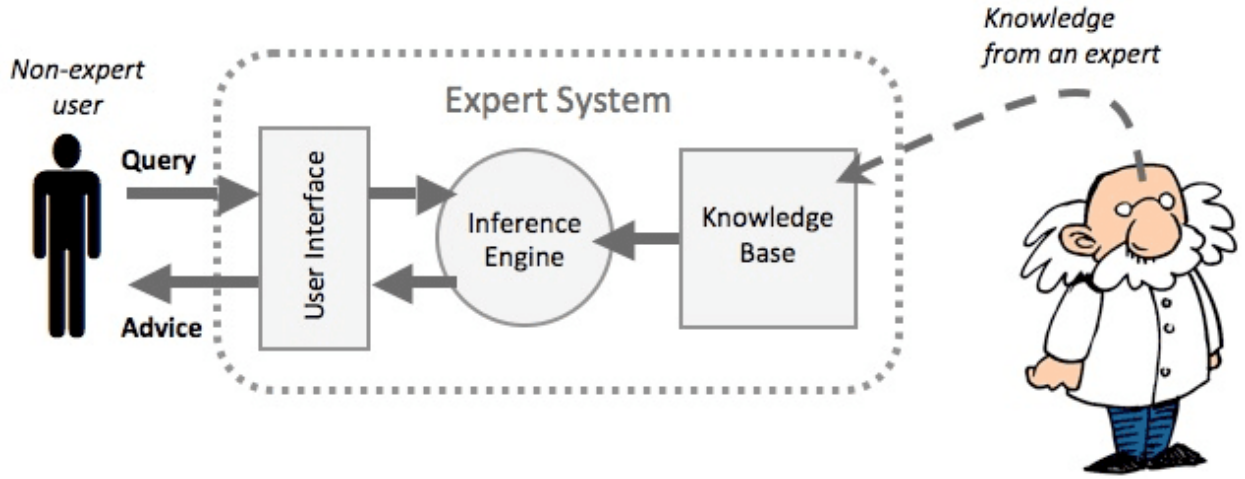 Non-expert
user
Query
Advice
Expert System
User Interface
Inference
Engine
Knowledge
Base
Knowledge
from an expert